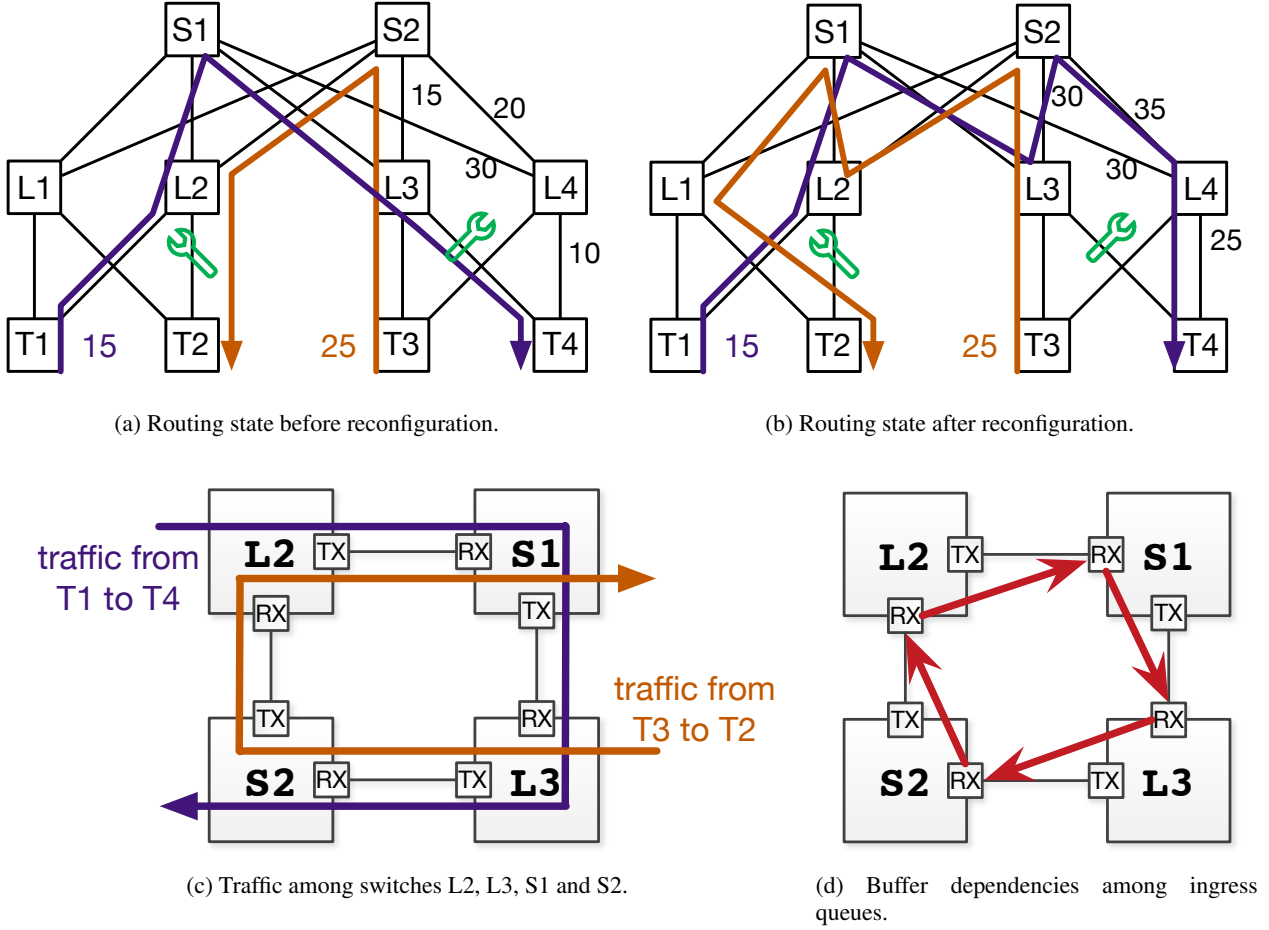 S1 S2
15 20
L1 L2 L3 30 L4
10
T1 15 T2 25 T3 T4
(a) Routing state before reconfiguration.
S1 S2
30 35
L1 L2 L3 30 L4
25
T1 15 T2 25 T3 T4
(b) Routing state after reconfiguration.
traffic from
T1 to T4
L2 TX RX S1
RX TX
traffic from
T3 to T2
TX RX
S2 RX TX L3
(c) Traffic among switches L2, L3, S1 and S2.
L2 TX RX S1
RX TX
TX RX
S2 RX TX L3
(d) Buffer dependencies among ingress
queues.